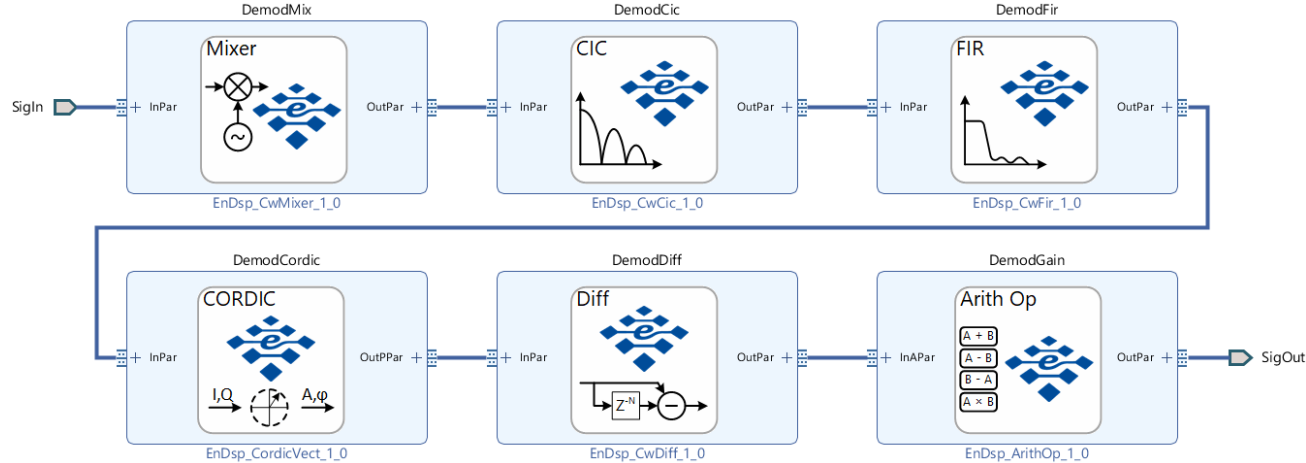 DemodMix
DemodCic
DemodFir
Mixer
CIC
FIR
SigIn
+ InPar
OutPar +
+ InPar
OutPar +
+ InPar
OutPar +
~
e
e
e
EnDsp_CwMixer_1_0
EnDsp_CwCic_1_0
EnDsp_CwFir_1_0
DemodCordic
DemodDiff
DemodGain
CORDIC
Diff
Arith Op
e
e
e
A + B
A - B
B - A
A × B
+ InPar
OutPPar +
+ InPar
OutPar +
+ InAPar
OutPar +
SigOut
I,Q
A,φ
Z-N
EnDsp_CordicVect_1_0
EnDsp_CwDiff_1_0
EnDsp_ArithOp_1_0